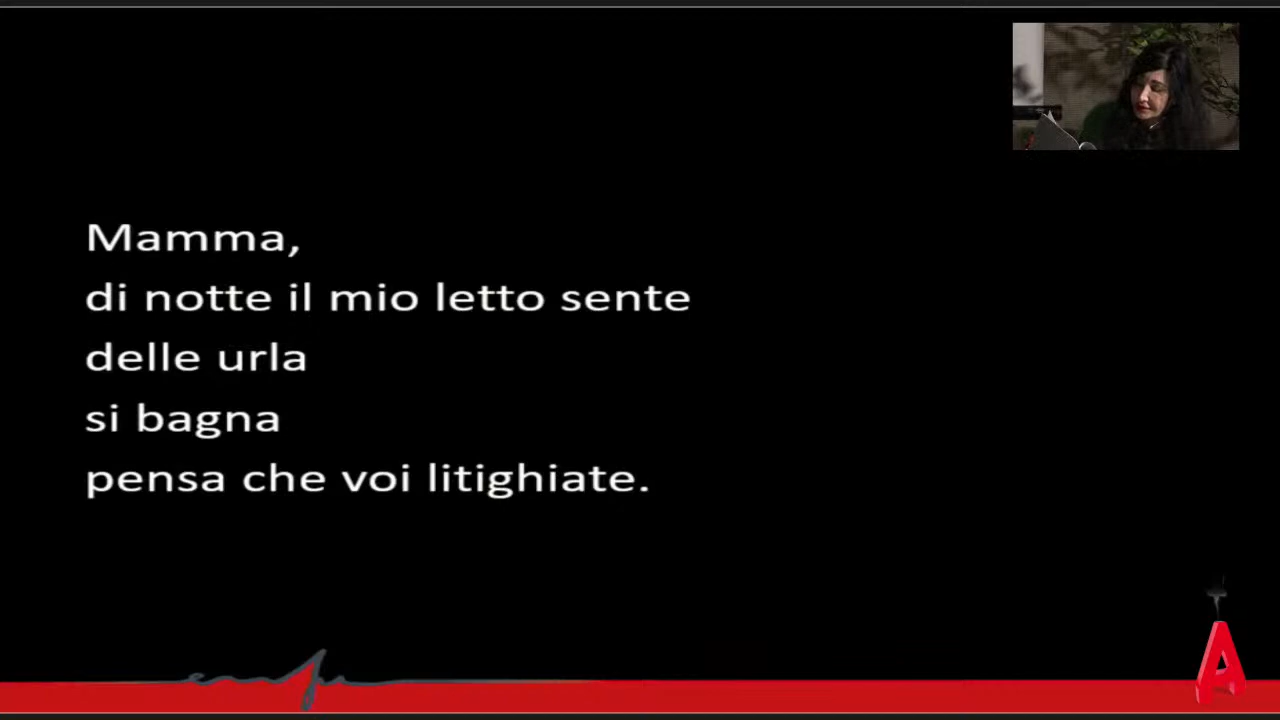 Mamma,
di notte il mio letto sente
delle urla
si bagna
pensa che voi litighiate.
A